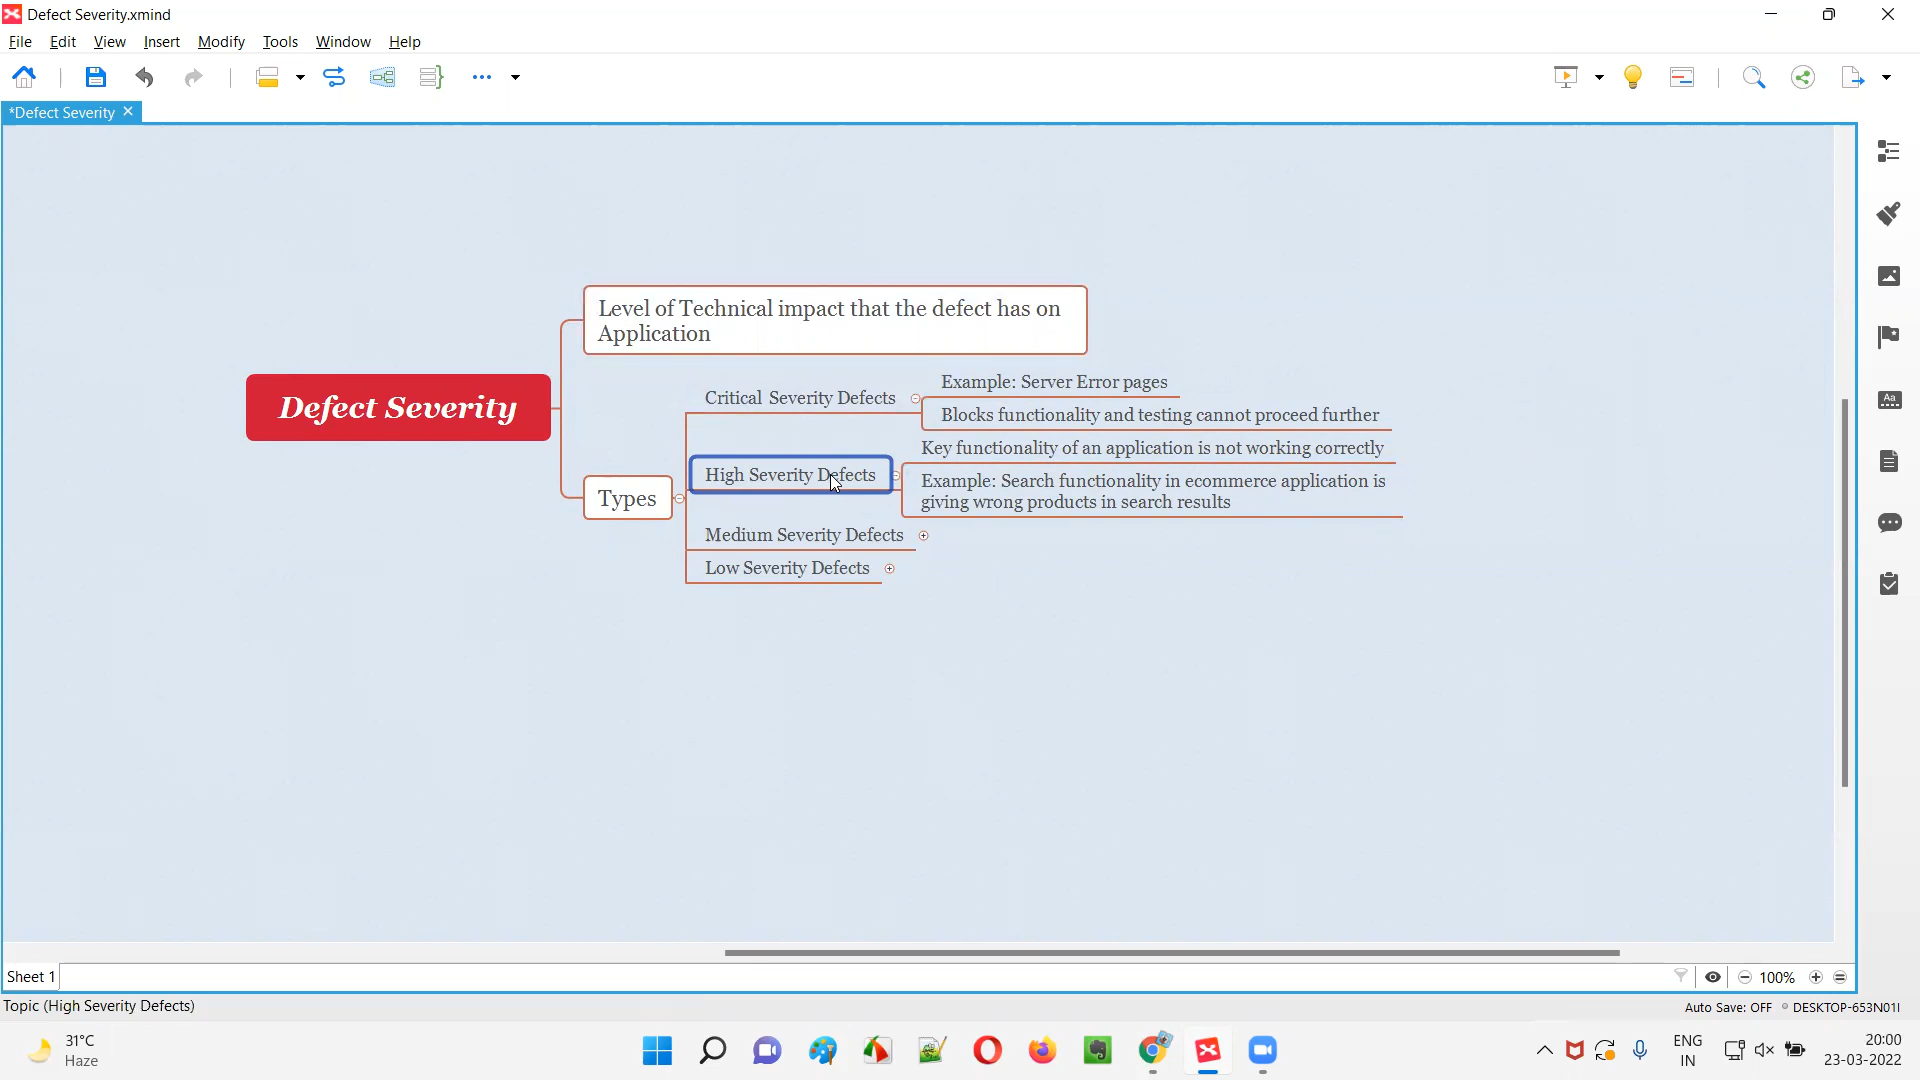 Defect Severity.xmind
File Edit View Insert Modify Tools Window Help
*Defect Severity
Level of Technical impact that the defect has on
Application
Defect Severity
Types
Critical Severity Defects
Example: Server Error pages
Blocks functionality and testing cannot proceed further
High Severity Defects
Key functionality of an application is not working correctly
Example: Search functionality in ecommerce application is
giving wrong products in search results
Medium Severity Defects
Low Severity Defects
Aa
Sheet 1
100%
Topic (High Severity Defects)
Auto Save: OFF
DESKTOP-653N01I
31°C
Haze
ENG
IN
20:00
23-03-2022